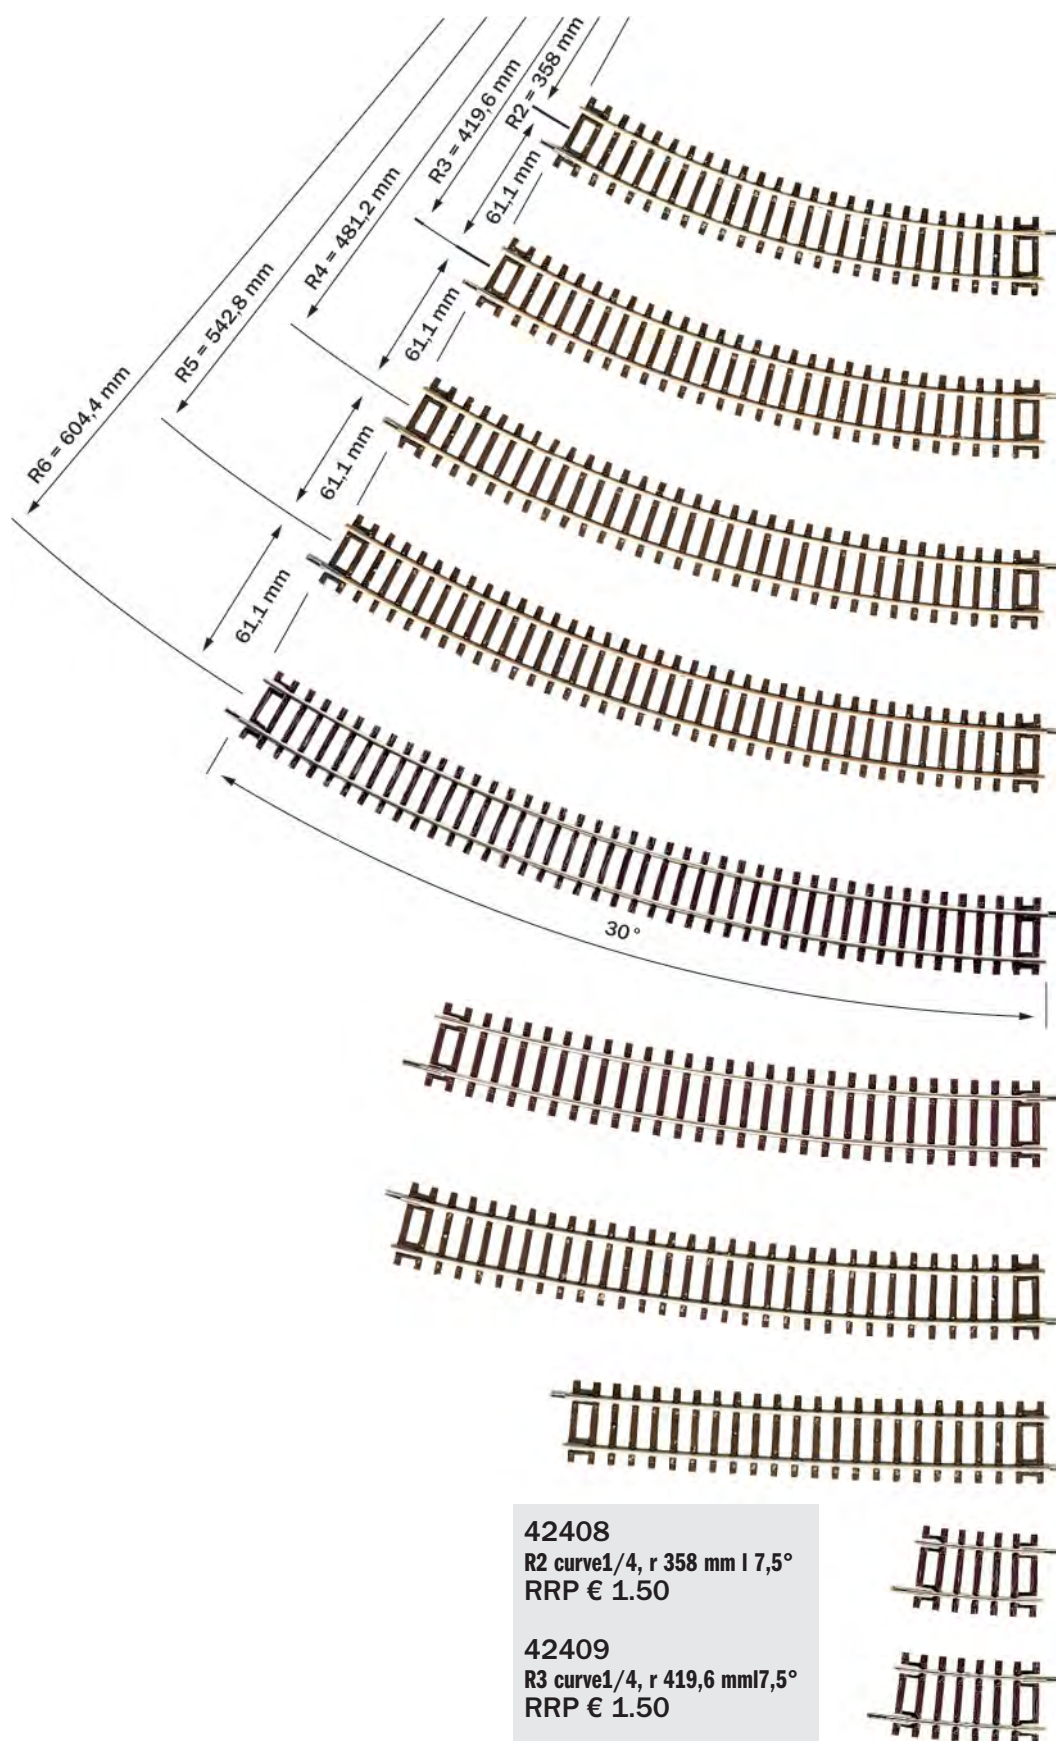 R2 = 358 mm
R3 = 419,6 mm
61,1 mm
R4 = 481,2 mm
61,1 mm
R5 = 542,8 mm
61,1 mm
R6 = 604,4 mm
61,1 mm
30°
42408
R2 curve1/4, r 358 mm l 7,5°
RRP € 1.50
42409
R3 curve1/4, r 419,6 mml7,5°
RRP € 1.50